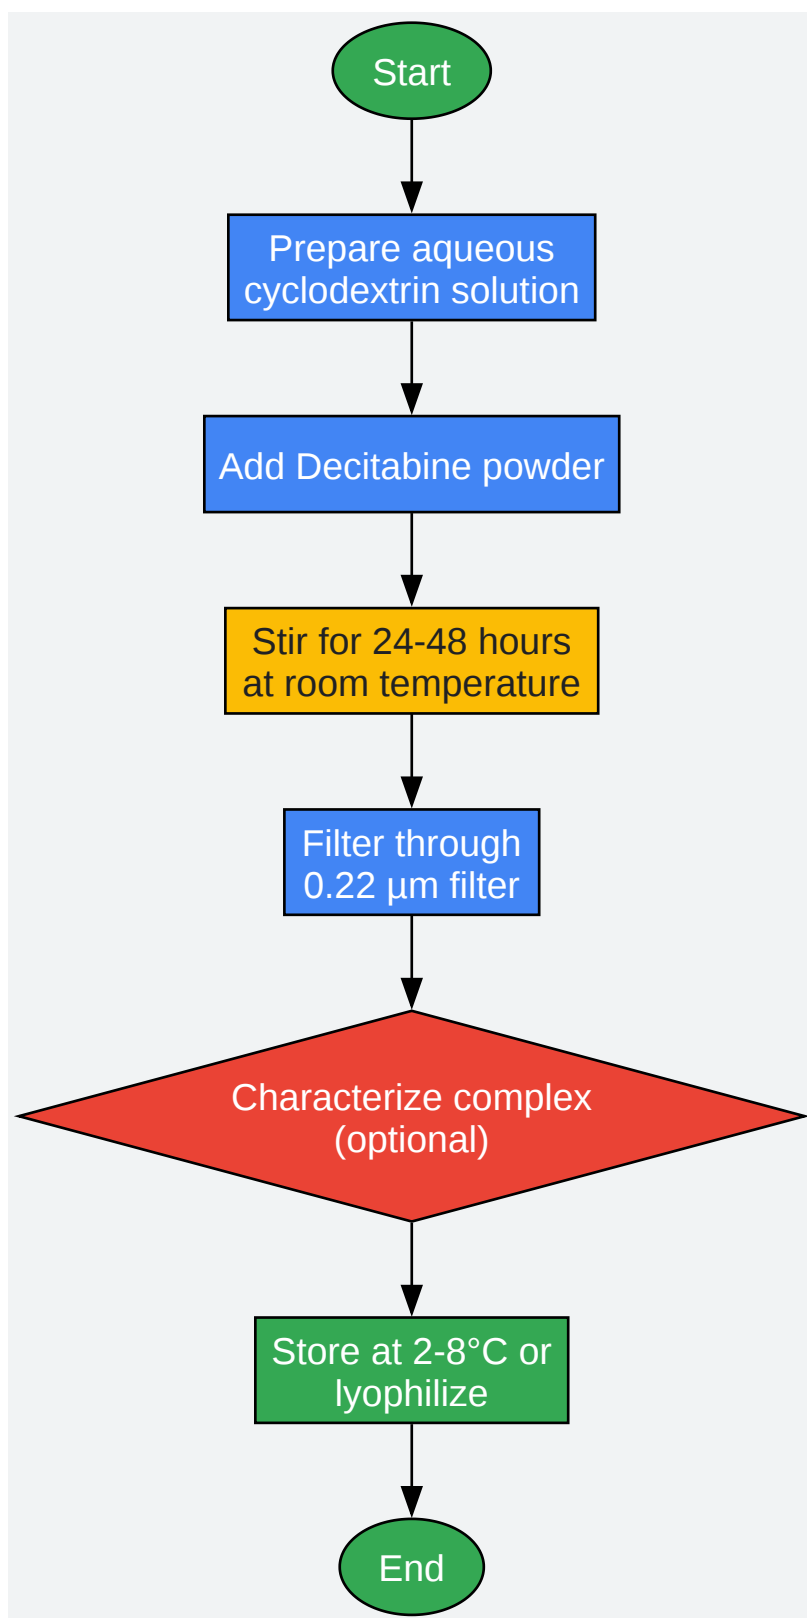 Start
Prepare aqueous
cyclodextrin solution
Add Decitabine powder
Stir for 24-48 hours
at room temperature
Filter through
0.22 µm filter
Characterize complex
(optional)
Store at 2-8°C or
lyophilize
End